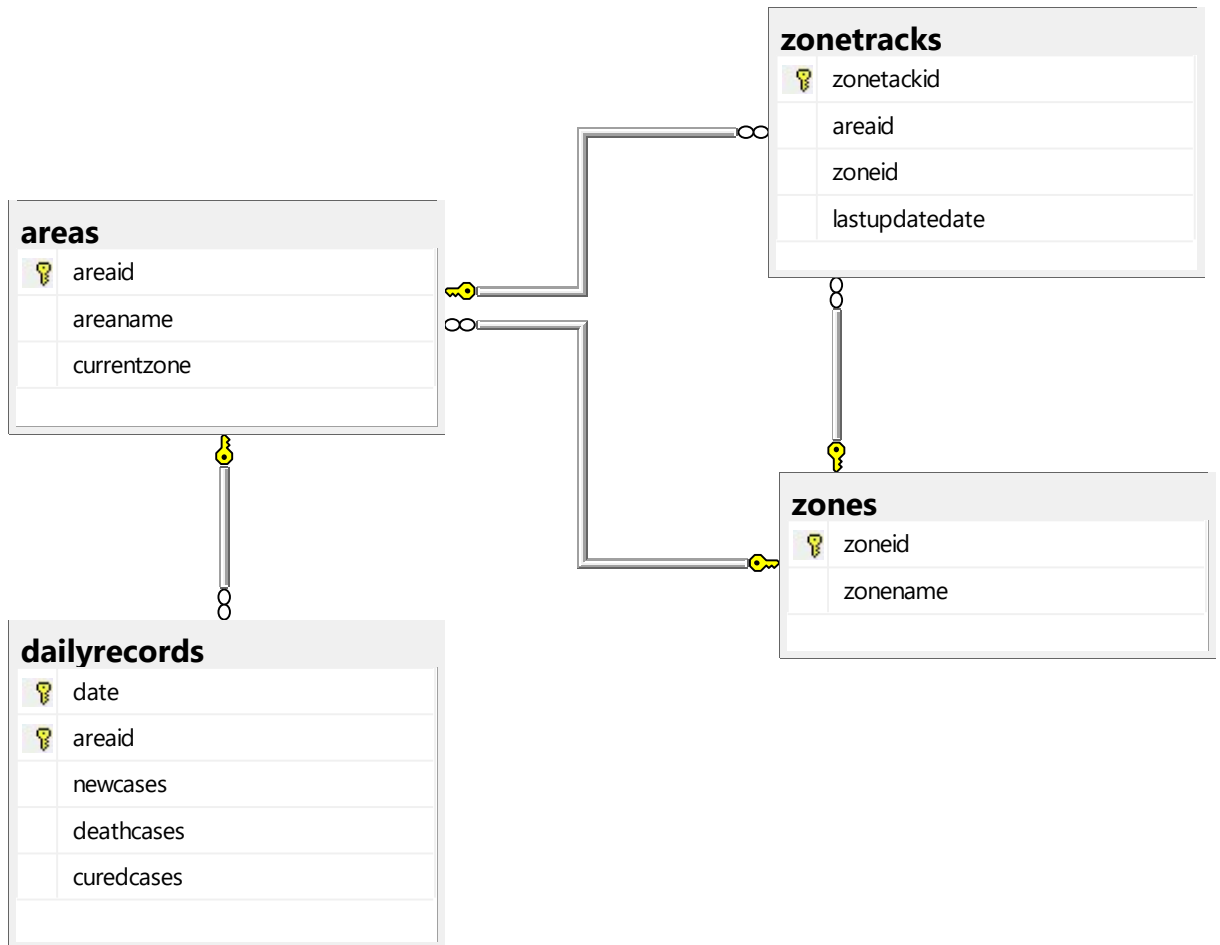 zonetracks
zonetackid
areaid
zoneid
lastupdatedate
areas
areaid
areaname
currentzone
zones
zoneid
zonename
dailyrecords
date
areaid
newcases
deathcases
curedcases